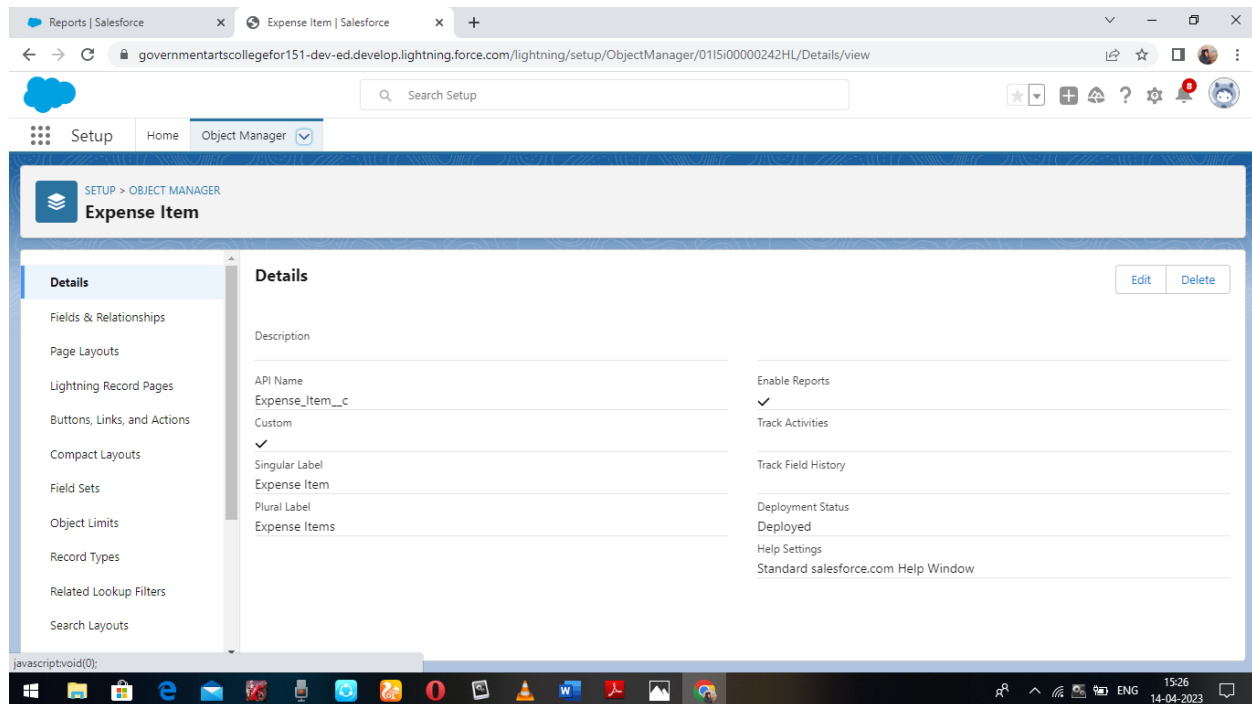 Reports | Salesforce
Expense Item | Salesforce
governmentartscollegefor151-dev-ed.develop.lightning.force.com/lightning/setup/ObjectManager/01I5i00000242HL/Details/view
Search Setup
8
Setup
Home
Object Manager
SETUP > OBJECT MANAGER
Expense Item
Details
Fields & Relationships
Page Layouts
Lightning Record Pages
Buttons, Links, and Actions
Compact Layouts
Field Sets
Object Limits
Record Types
Related Lookup Filters
Search Layouts
Details
Edit
Delete
Description
API Name
Expense_Item__c
Custom
Singular Label
Expense Item
Plural Label
Expense Items
Enable Reports
Track Activities
Track Field History
Deployment Status
Deployed
Help Settings
Standard salesforce.com Help Window
javascript:void(0);
ENG
15:26
14-04-2023